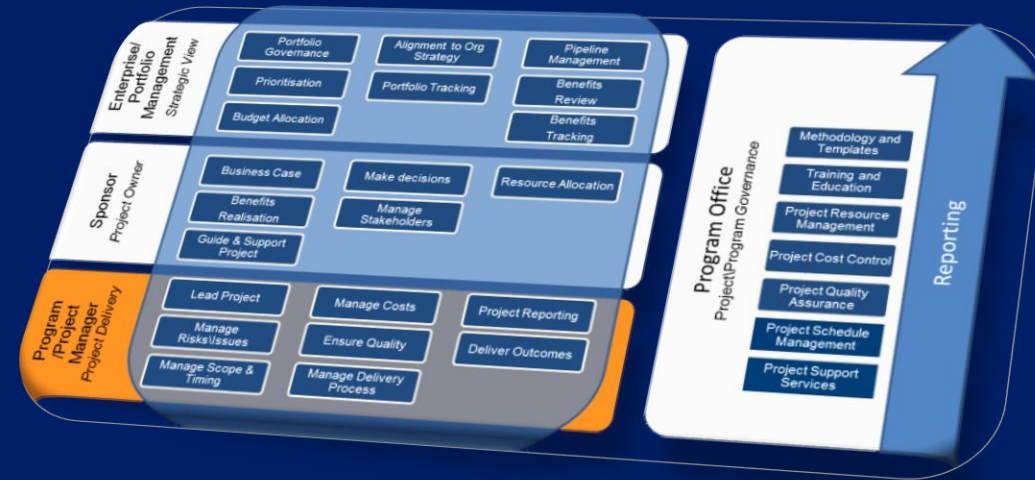 Enterprise/
Portfolio
Management
Strategic View
Portfolio
Governance
Alignment to Org
Strategy
Pipeline
Management
Prioritisation
Portfolio Tracking
Benefits
Review
Budget Allocation
Benefits
Tracking
Sponsor
Project Owner
Business Case
Make decisions
Resource Allocation
Benefits
Realisation
Manage
Stakeholders
Guide & Support
Project
Program
/Project
Manager
Project Delivery
Lead Project
Manage Costs
Project Reporting
Manage
Risks\Issues
Ensure Quality
Deliver Outcomes
Manage Scope &
Timing
Manage Delivery
Process
Program Office
Project\Program Governance
Methodology and
Templates
Training and
Education
Project Resource
Management
Project Cost Control
Project Quality
Assurance
Project Schedule
Management
Project Support
Services
Reporting